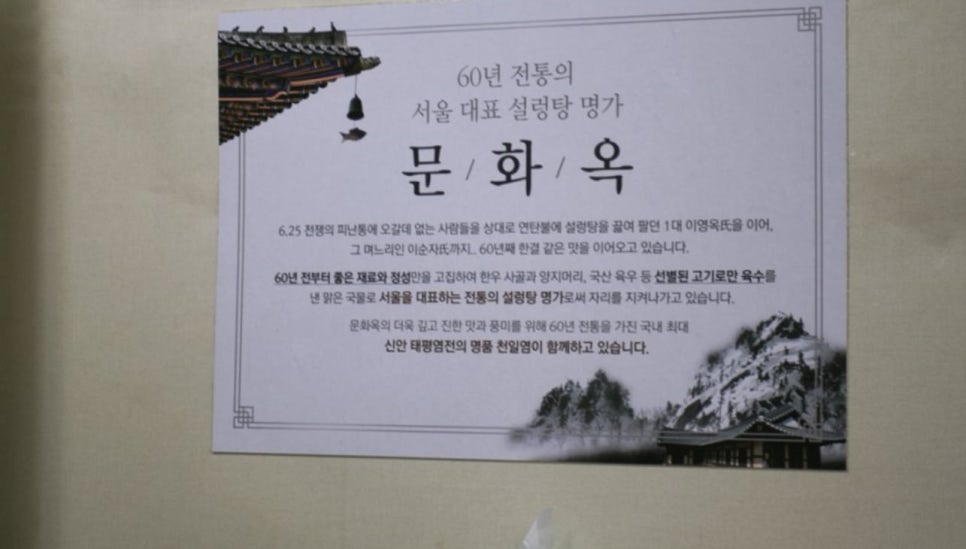 60년 전통의
서울 대표 설렁탕 명가
문/화/옥
6.25 전쟁의 피난통에 오갈데 없는 사람들을 상대로 연탄불에 설렁탕을 끓여 팔던 1대 이영옥氏을 이어,
그 며느리인 이순자氏까지.. 60년째 한결 같은 맛을 이어오고 있습니다.
60년 전부터 좋은 재료와 정성만을 고집하여 한우 사골과 양지머리, 국산 육우 등 선별된 고기로만 육수를
낸 맑은 국물로 서울을 대표하는 전통의 설렁탕 명가로써 자리를 지켜나가고 있습니다.
문화옥의 더욱 깊고 진한 맛과 풍미를 위해 60년 전통을 가진 국내 최대
신안 태평염전의 명품 천일염이 함께하고 있습니다.